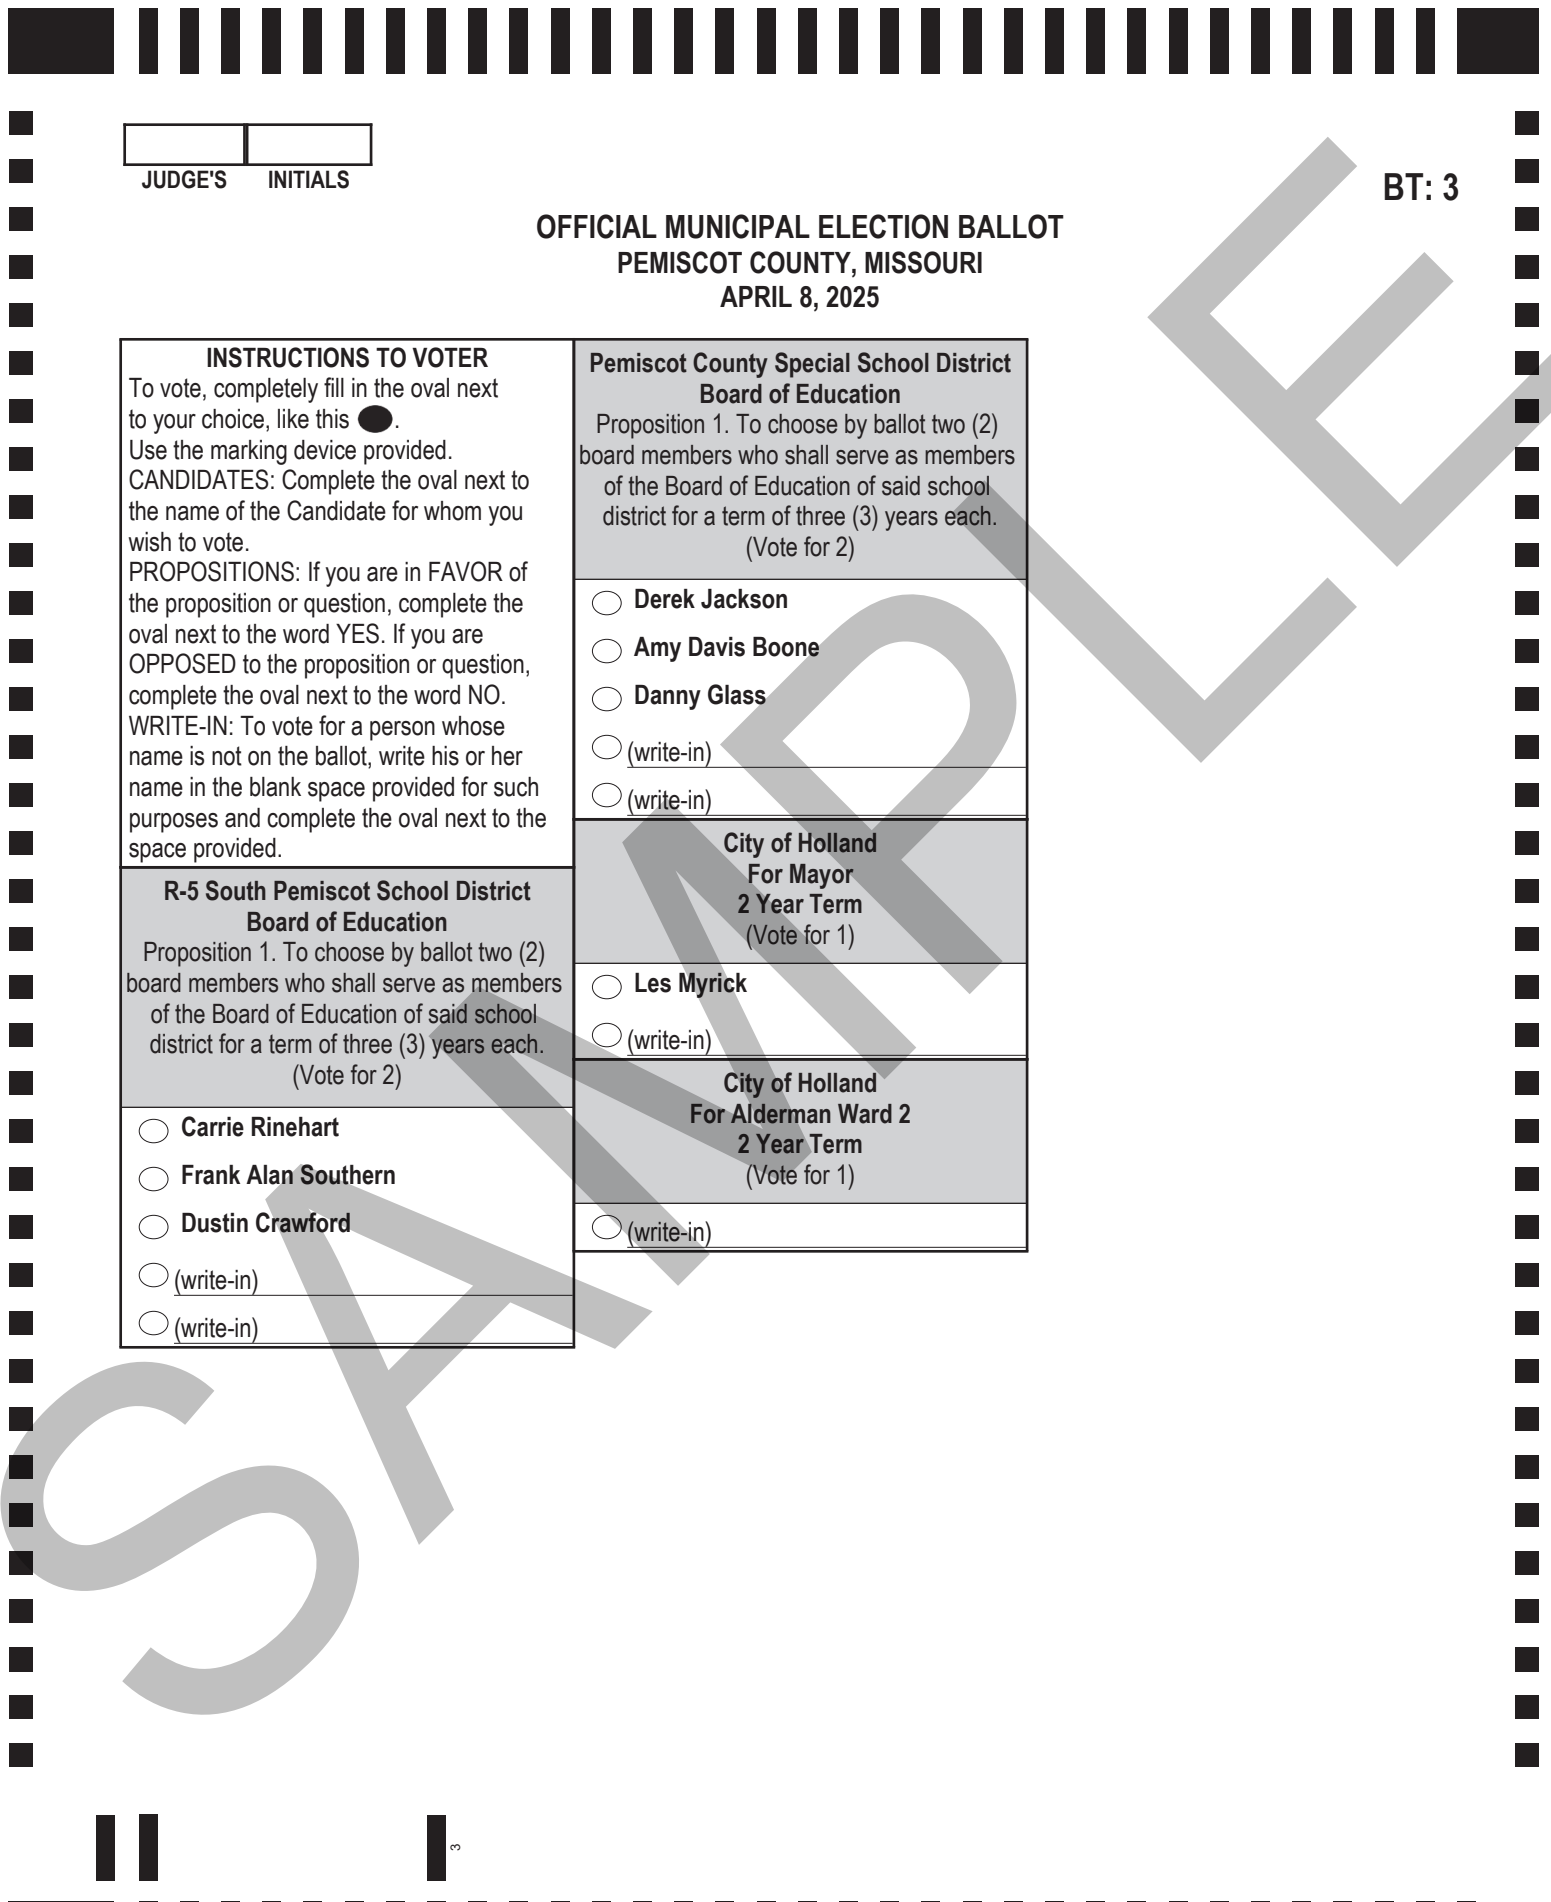 JUDGE'S INITIALS
BT: 3
OFFICIAL MUNICIPAL ELECTION BALLOT
PEMISCOT COUNTY, MISSOURI
APRIL 8, 2025
INSTRUCTIONS TO VOTER
To vote, completely fill in the oval next
to your choice, like this .
Use the marking device provided.
CANDIDATES: Complete the oval next to
the name of the Candidate for whom you
wish to vote.
PROPOSITIONS: If you are in FAVOR of
the proposition or question, complete the
oval next to the word YES. If you are
OPPOSED to the proposition or question,
complete the oval next to the word NO.
WRITE-IN: To vote for a person whose
name is not on the ballot, write his or her
name in the blank space provided for such
purposes and complete the oval next to the
space provided.
R-5 South Pemiscot School District
Board of Education
Proposition 1. To choose by ballot two (2)
board members who shall serve as members
of the Board of Education of said school
district for a term of three (3) years each.
(Vote for 2)
Carrie Rinehart
Frank Alan Southern
Dustin Crawford
(write-in)
(write-in)
Pemiscot County Special School District
Board of Education
Proposition 1. To choose by ballot two (2)
board members who shall serve as members
of the Board of Education of said school
district for a term of three (3) years each.
(Vote for 2)
Derek Jackson
Amy Davis Boone
Danny Glass
(write-in)
(write-in)
City of Holland
For Mayor
2 Year Term
(Vote for 1)
Les Myrick
(write-in)
City of Holland
For Alderman Ward 2
2 Year Term
(Vote for 1)
(write-in)
SAMPLE
3